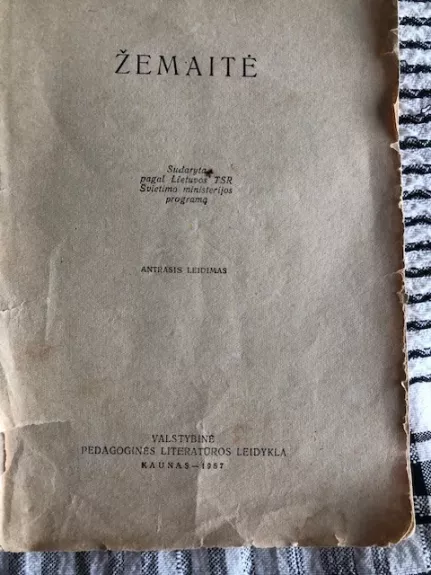 ŽEMAITĖ
Sudaryta
pagal Lietuvos TSR
Švietimo ministerijos
programą
ANTRASIS LEIDIMAS
VALSTYBINĖ
PEDAGOGINĖS LITERATŪROS LEIDYKLA
KAUNAS—1957